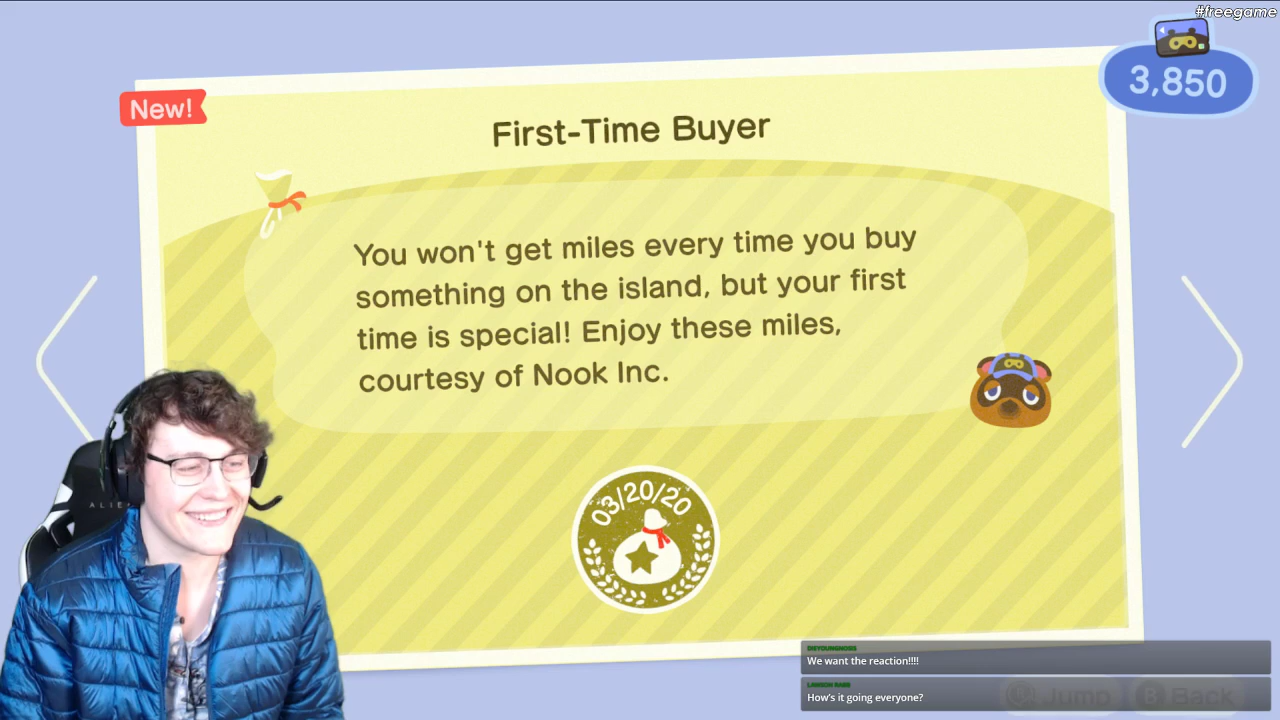 #freegame
3,850
New!
First-Time Buyer
You won't get miles every time you buy
something on the island, but your first
time is special! Enjoy these miles,
courtesy of Nook Inc.
03/20/20
ALIE
DISYOUNGNOSIS
We want the reaction!!!!
How's it going everyone?
Jump
B Back